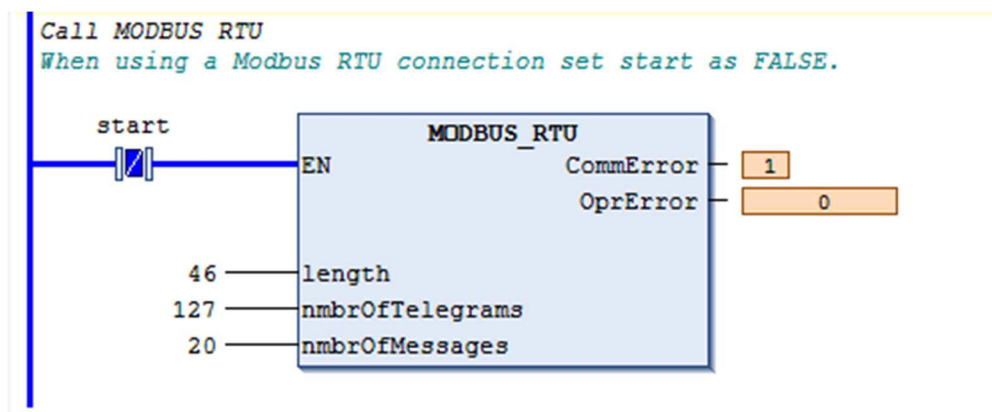 Call MODBUS RTU
When using a Modbus RTU connection set start as FALSE.
start
MODBUS_RTU
EN CommError 1
OprError 0
46 length
127 nmbrOfTelegrams
20 nmbrOfMessages